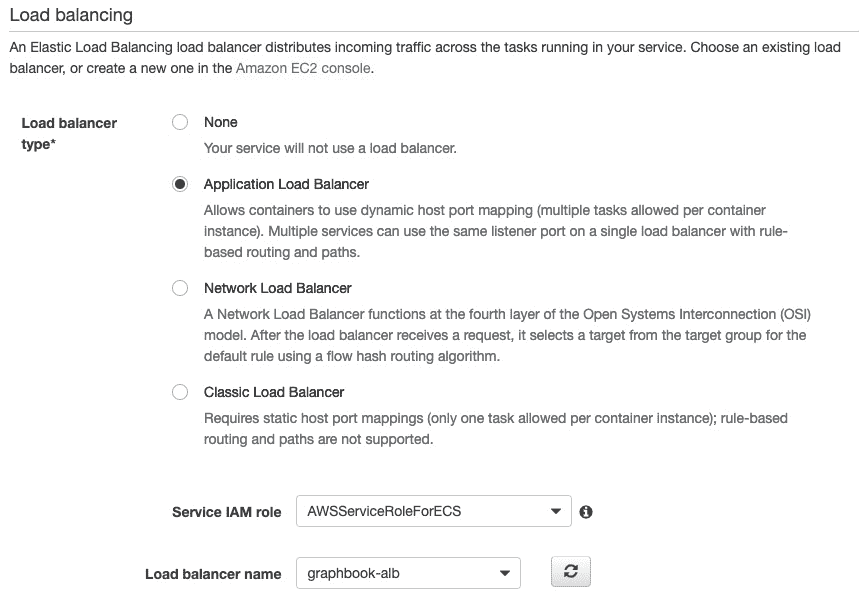 Load balancing
An Elastic Load Balancing load balancer distributes incoming traffic across the tasks running in your service. Choose an existing load
balancer, or create a new one in the Amazon EC2 console.
Load balancer
type*
None
Your service will not use a load balancer.
Application Load Balancer
Allows containers to use dynamic host port mapping (multiple tasks allowed per container
instance). Multiple services can use the same listener port on a single load balancer with rule-
based routing and paths.
Network Load Balancer
A Network Load Balancer functions at the fourth layer of the Open Systems Interconnection (OSI)
model. After the load balancer receives a request, it selects a target from the target group for the
default rule using a flow hash routing algorithm.
Classic Load Balancer
Requires static host port mappings (only one task allowed per container instance); rule-based
routing and paths are not supported.
Service IAM role AWSServiceRoleForECS
Load balancer name graphbook-alb